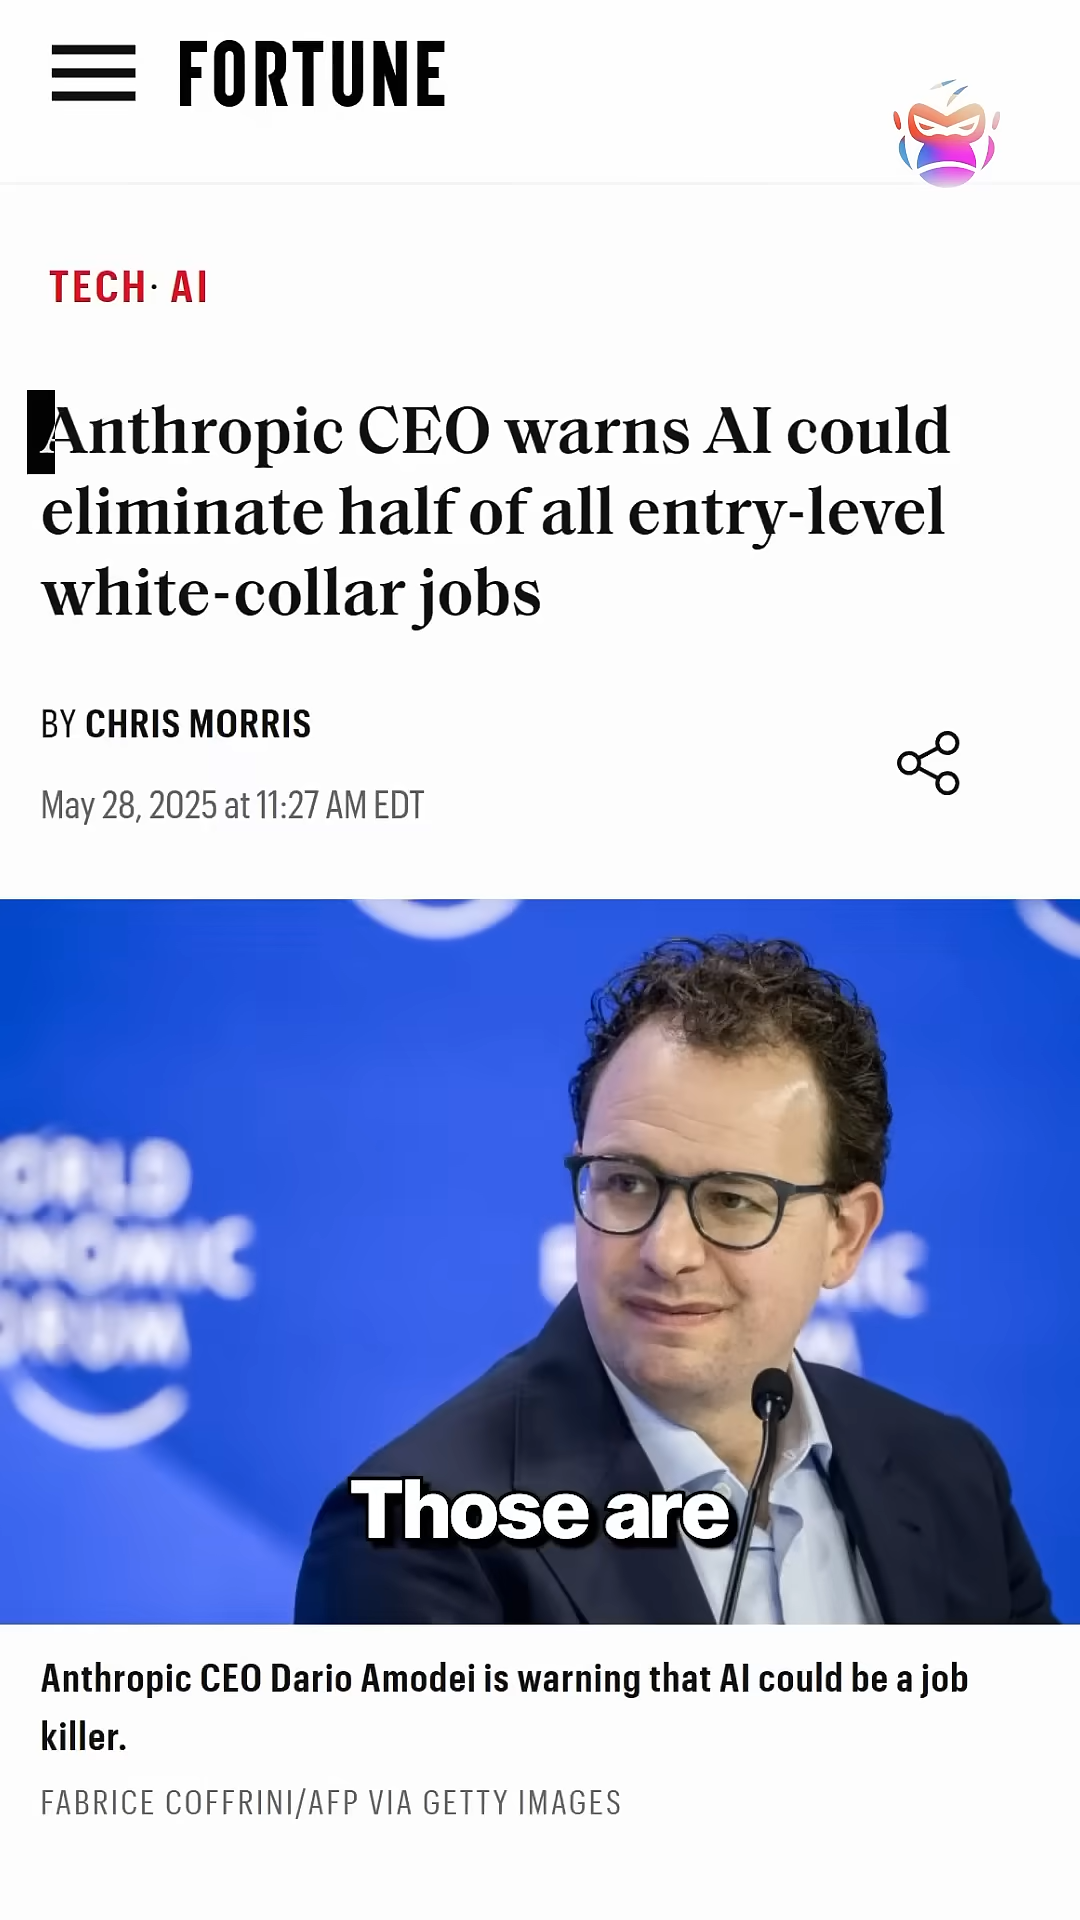 FORTUNE
TECH· AI
Anthropic CEO warns AI could
eliminate half of all entry-level
white-collar jobs
BY CHRIS MORRIS
May 28, 2025 at 11:27 AM EDT
Those are
Anthropic CEO Dario Amodei is warning that AI could be a job
killer.
FABRICE COFFRINI/AFP VIA GETTY IMAGES